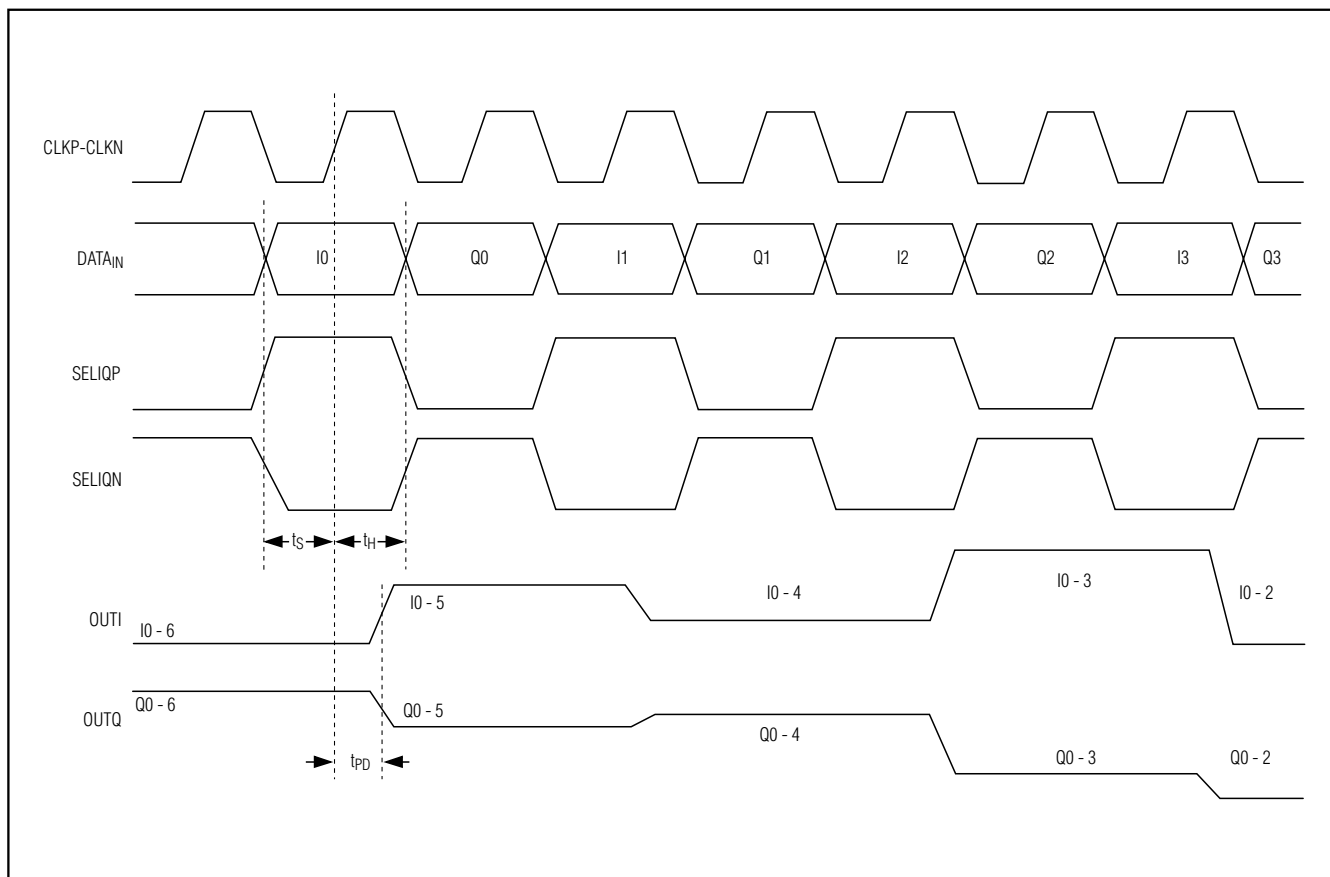 CLKP-CLKN
DATAIN
I0
Q0
I1
Q1
I2
Q2
I3
Q3
SELIQP
SELIQN
tS
tH
OUTI
I0 - 6
I0 - 5
I0 - 4
I0 - 3
I0 - 2
OUTQ
Q0 - 6
Q0 - 5
Q0 - 4
Q0 - 3
Q0 - 2
tPD